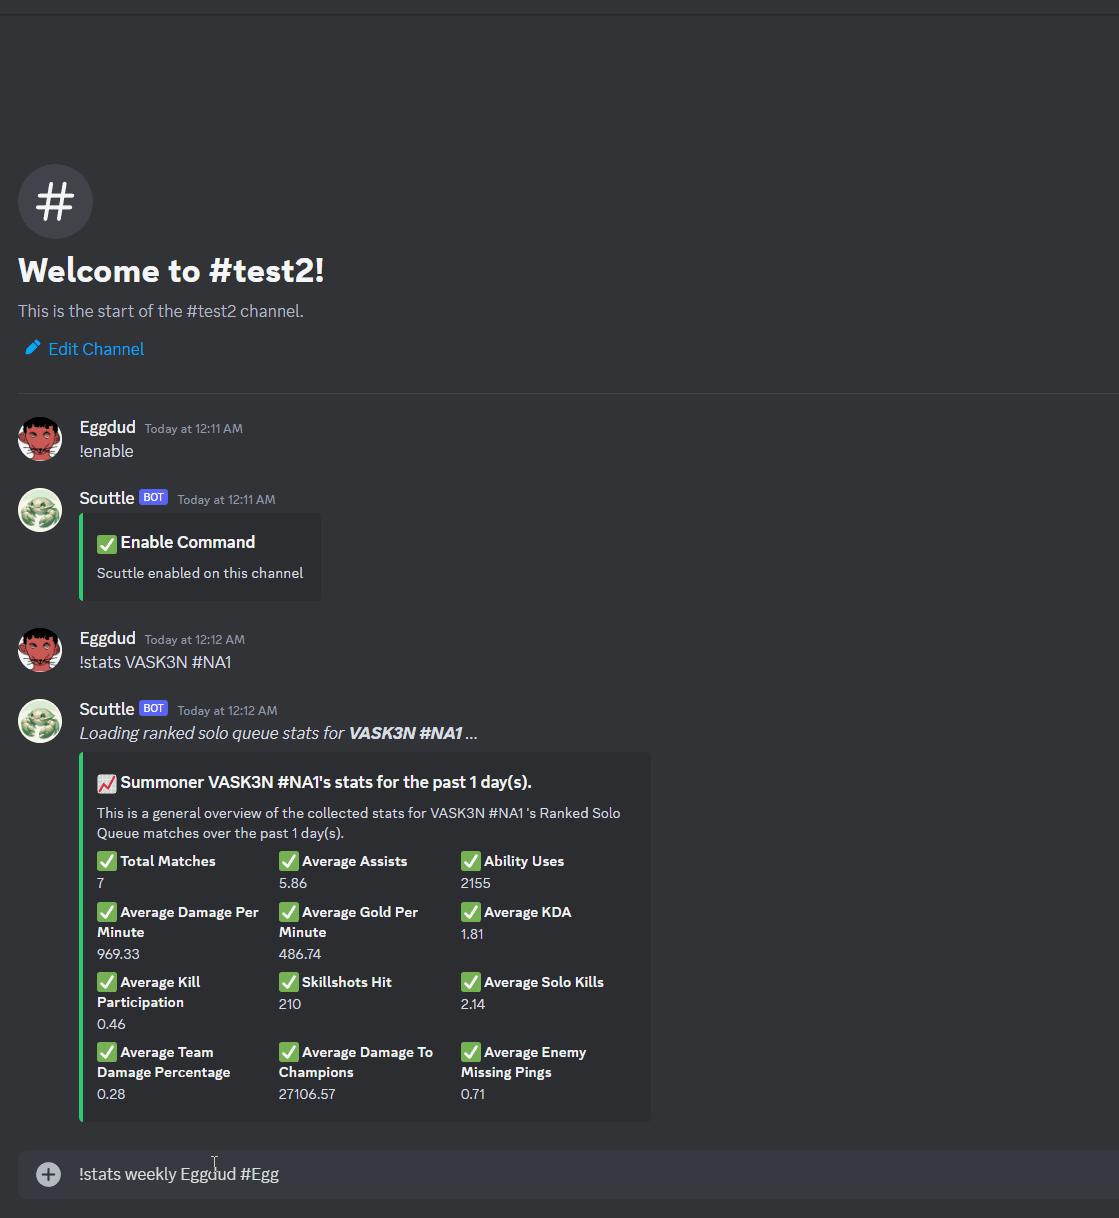 Welcome to #test2!
This is the start of the #test2 channel.
Edit Channel
Eggdud Today at 12:11 AM
!enable
Scuttle BOT Today at 12:11 AM
Enable Command
Scuttle enabled on this channel
Eggdud Today at 12:12 AM
!stats VASK3N #NA1
Scuttle BOT Today at 12:12 AM
Loading ranked solo queue stats for VASK3N #NA1 ...
Summoner VASK3N #NA1's stats for the past 1 day(s).
This is a general overview of the collected stats for VASK3N #NA1 's Ranked Solo
Queue matches over the past 1 day(s).
Total Matches
7
Average Assists
5.86
Ability Uses
2155
Average Damage Per
Minute
969.33
Average Gold Per
Minute
486.74
Average KDA
1.81
Average Kill
Participation
0.46
Skillshots Hit
210
Average Solo Kills
2.14
Average Team
Damage Percentage
0.28
Average Damage To
Champions
27106.57
Average Enemy
Missing Pings
0.71
!stats weekly Eggdud #Egg